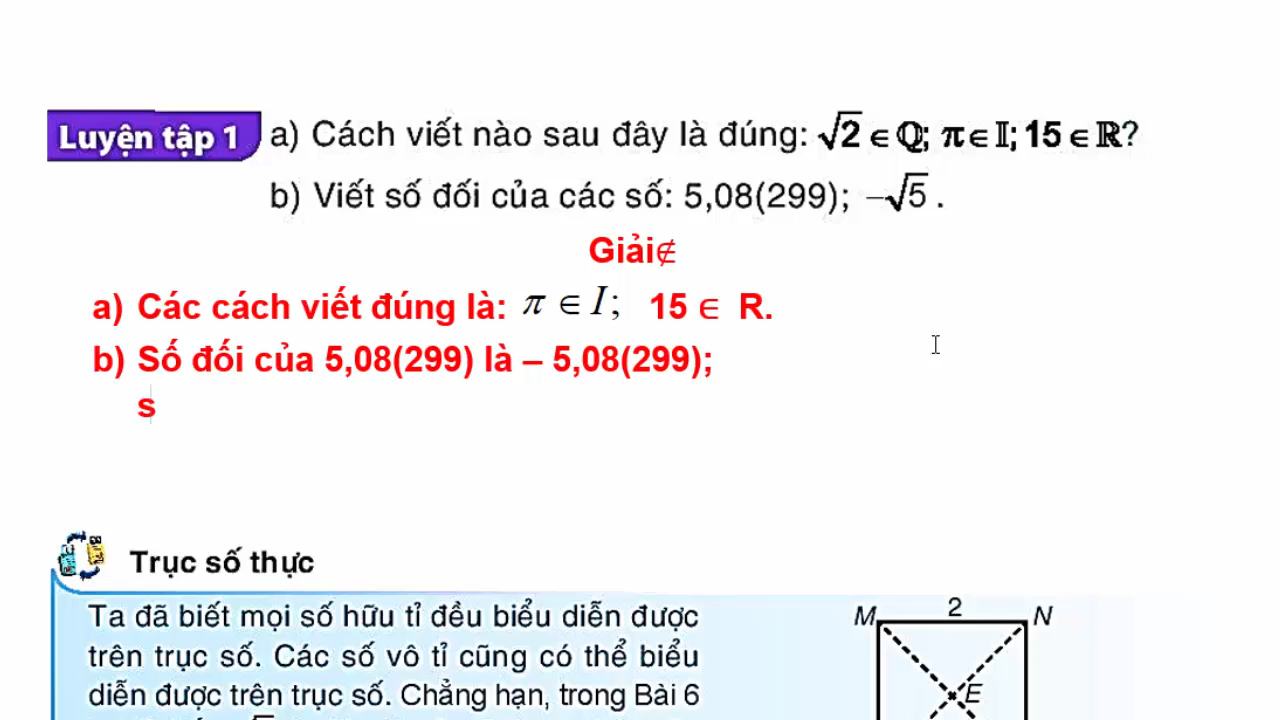 Luyện tập 1 a) Cách viết nào sau đây là đúng: √2 ∈ ℚ; π ∈ 𝕀; 15 ∈ ℝ?
b) Viết số đối của các số: 5,08(299); −√5 .
Giải∉
a) Các cách viết đúng là: π ∈ I; 15 ∈ R.
b) Số đối của 5,08(299) là – 5,08(299);
s
Trục số thực
Ta đã biết mọi số hữu tỉ đều biểu diễn được
trên trục số. Các số vô tỉ cũng có thể biểu
diễn được trên trục số. Chẳng hạn, trong Bài 6
M 2 N
E